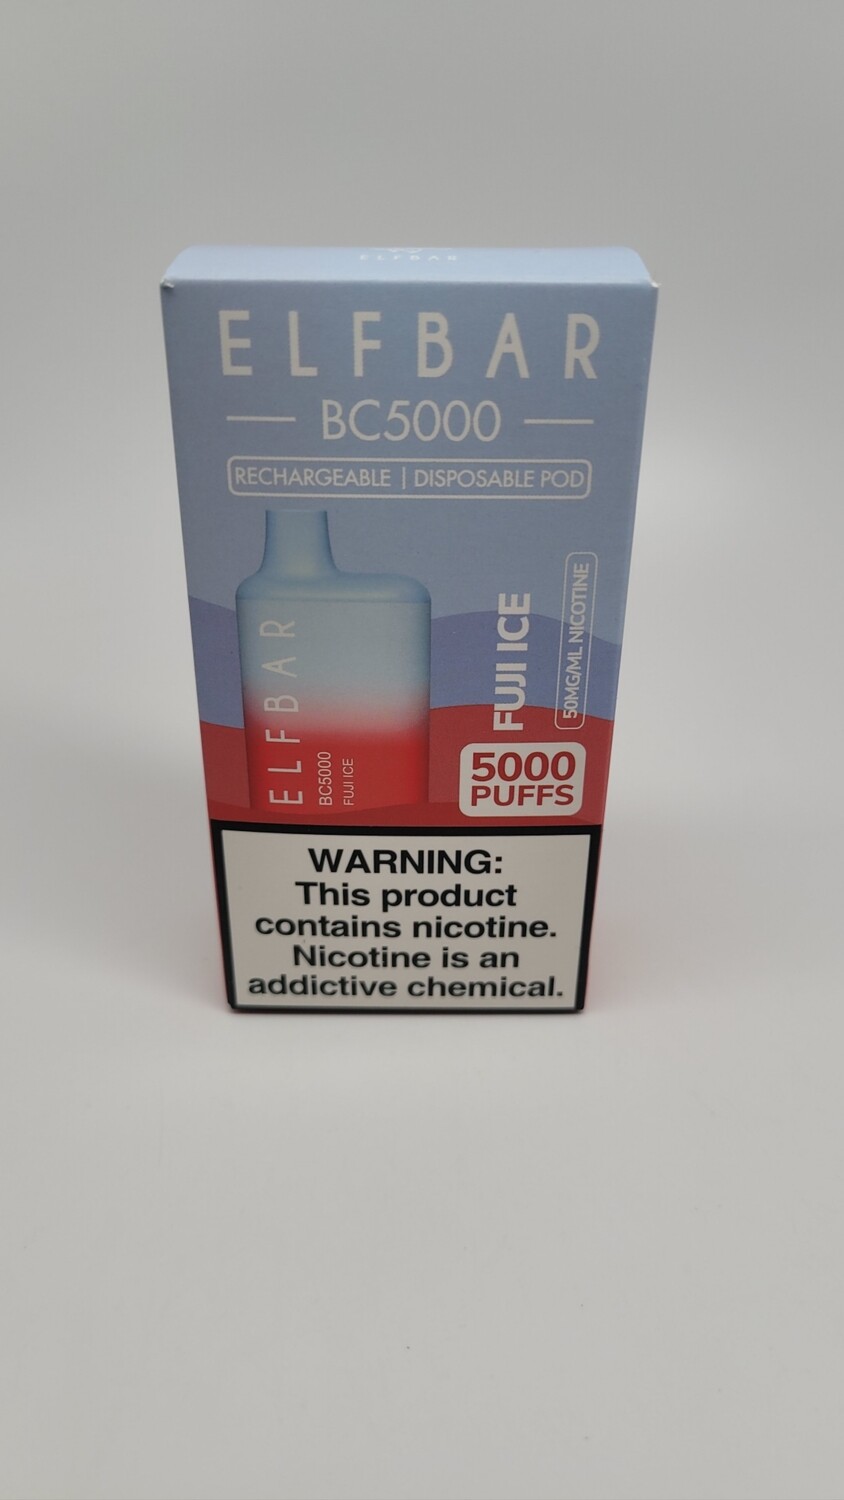 ELFBAR
ELFBAR
BC5000
RECHARGEABLE | DISPOSABLE POD
ELFBAR
BC5000
FUJI ICE
FUJI ICE
50MG/ML NICOTINE
5000
PUFFS
WARNING:
This product
contains nicotine.
Nicotine is an
addictive chemical.